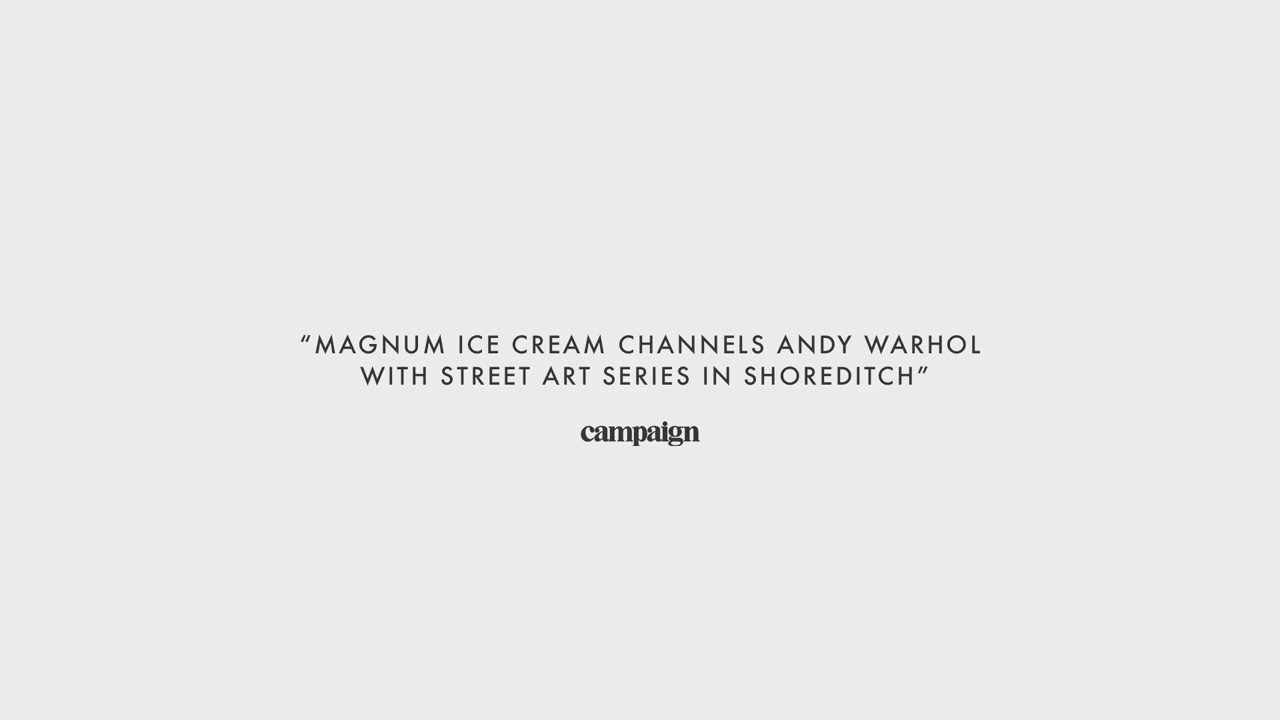 “MAGNUM ICE CREAM CHANNELS ANDY WARHOL
WITH STREET ART SERIES IN SHOREDITCH”
campaign